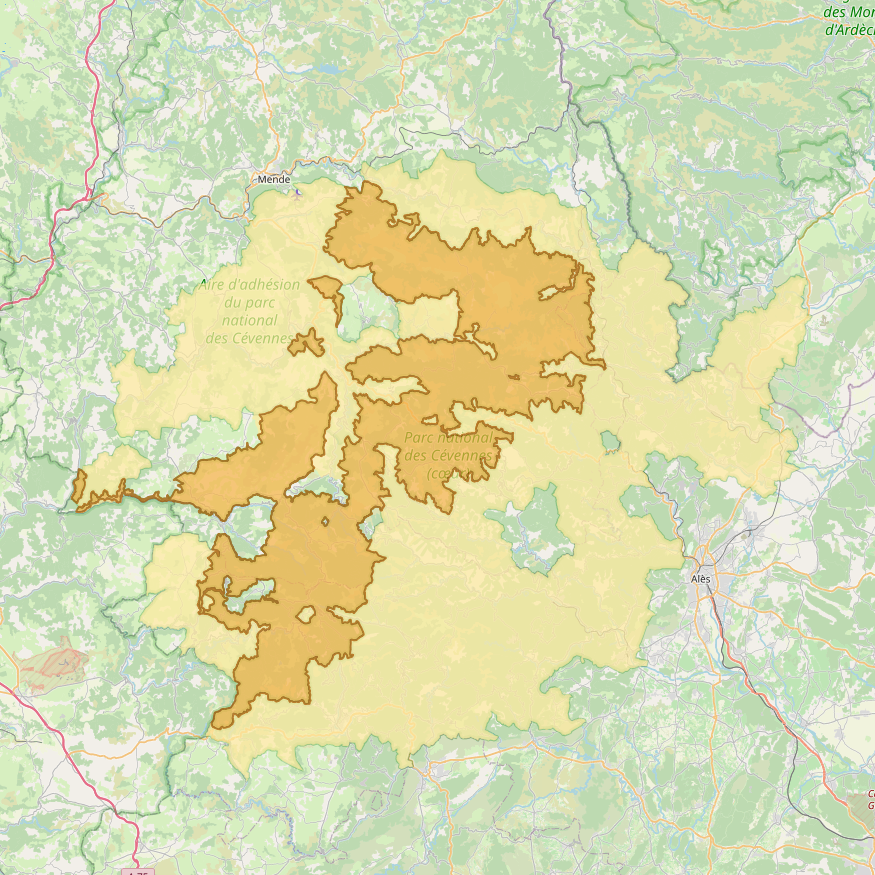 des Mon
d'Ardèc
Mende
Aire d'adhésion
du parc
national
des Cévennes
Parc national
des Cévennes
(cœur)
Alès
A 75